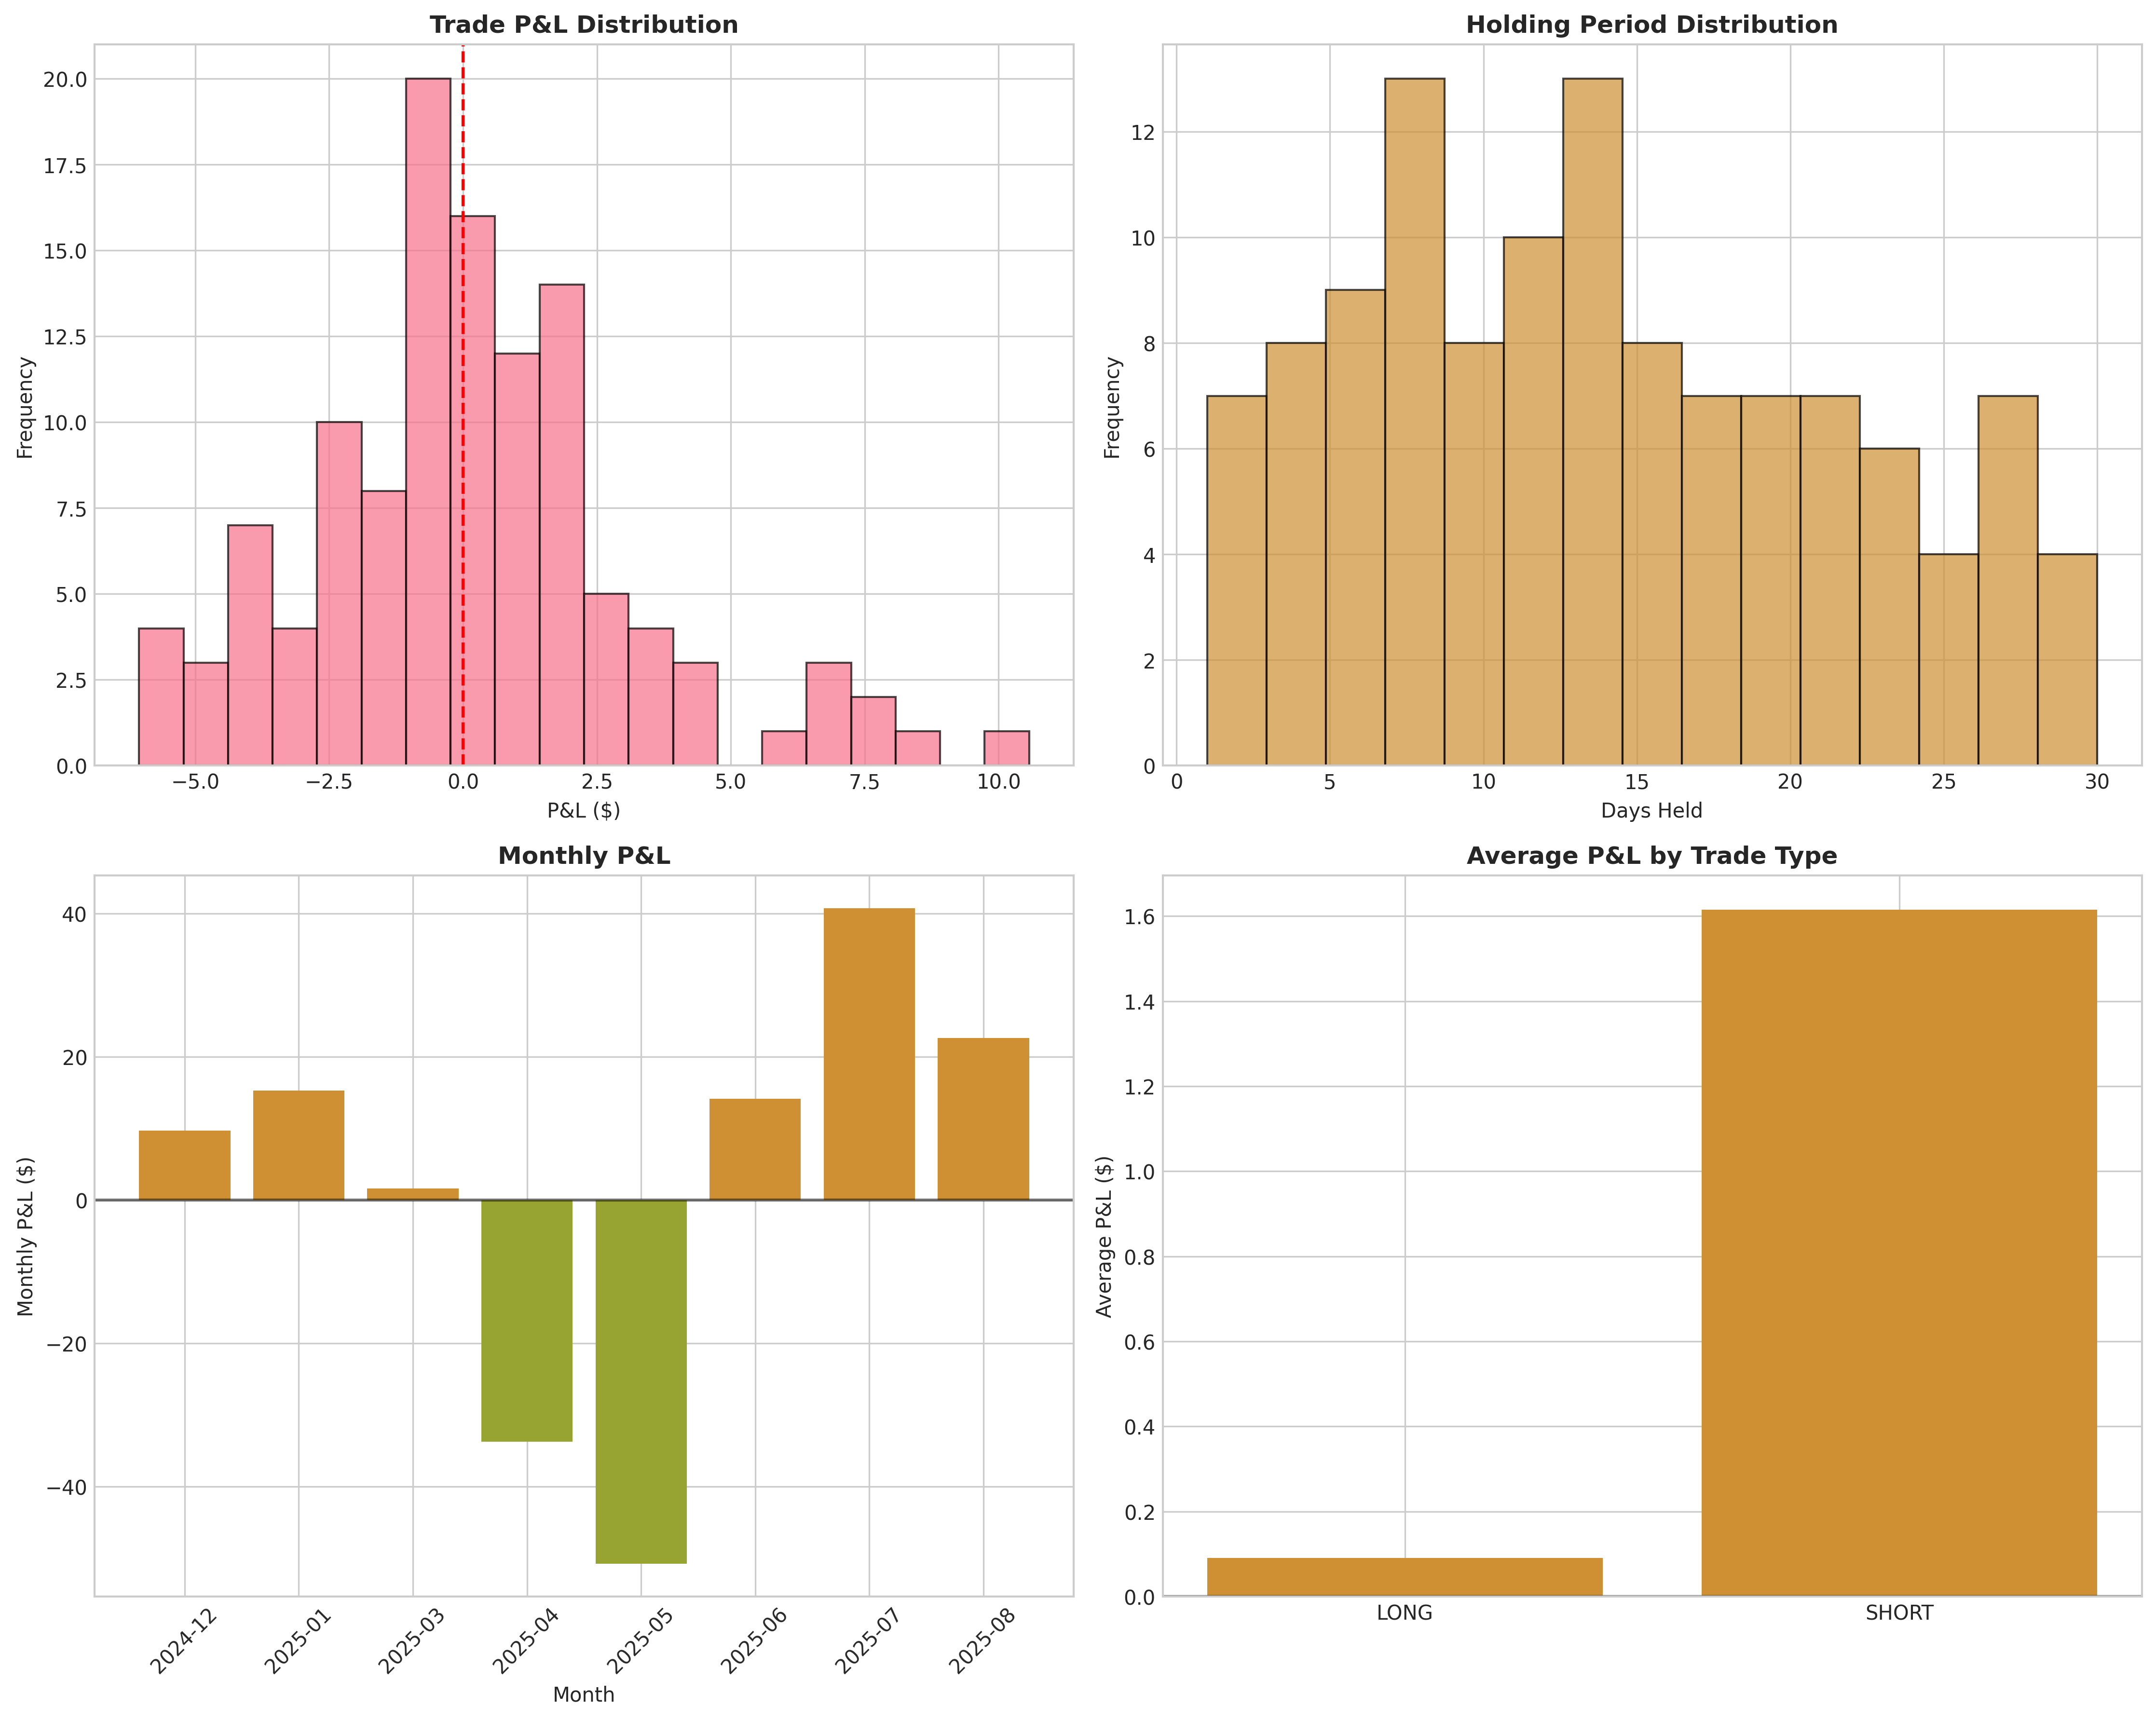 Trade P&L Distribution
Frequency
20.0
17.5
15.0
12.5
10.0
7.5
5.0
2.5
0.0
−5.0 −2.5 0.0 2.5 5.0 7.5 10.0
P&L ($)
Holding Period Distribution
Frequency
12
10
8
6
4
2
0
0 5 10 15 20 25 30
Days Held
Monthly P&L
Monthly P&L ($)
40
20
0
−20
−40
2024-12 2025-01 2025-03 2025-04 2025-05 2025-06 2025-07 2025-08
Month
Average P&L by Trade Type
Average P&L ($)
1.6
1.4
1.2
1.0
0.8
0.6
0.4
0.2
0.0
LONG SHORT